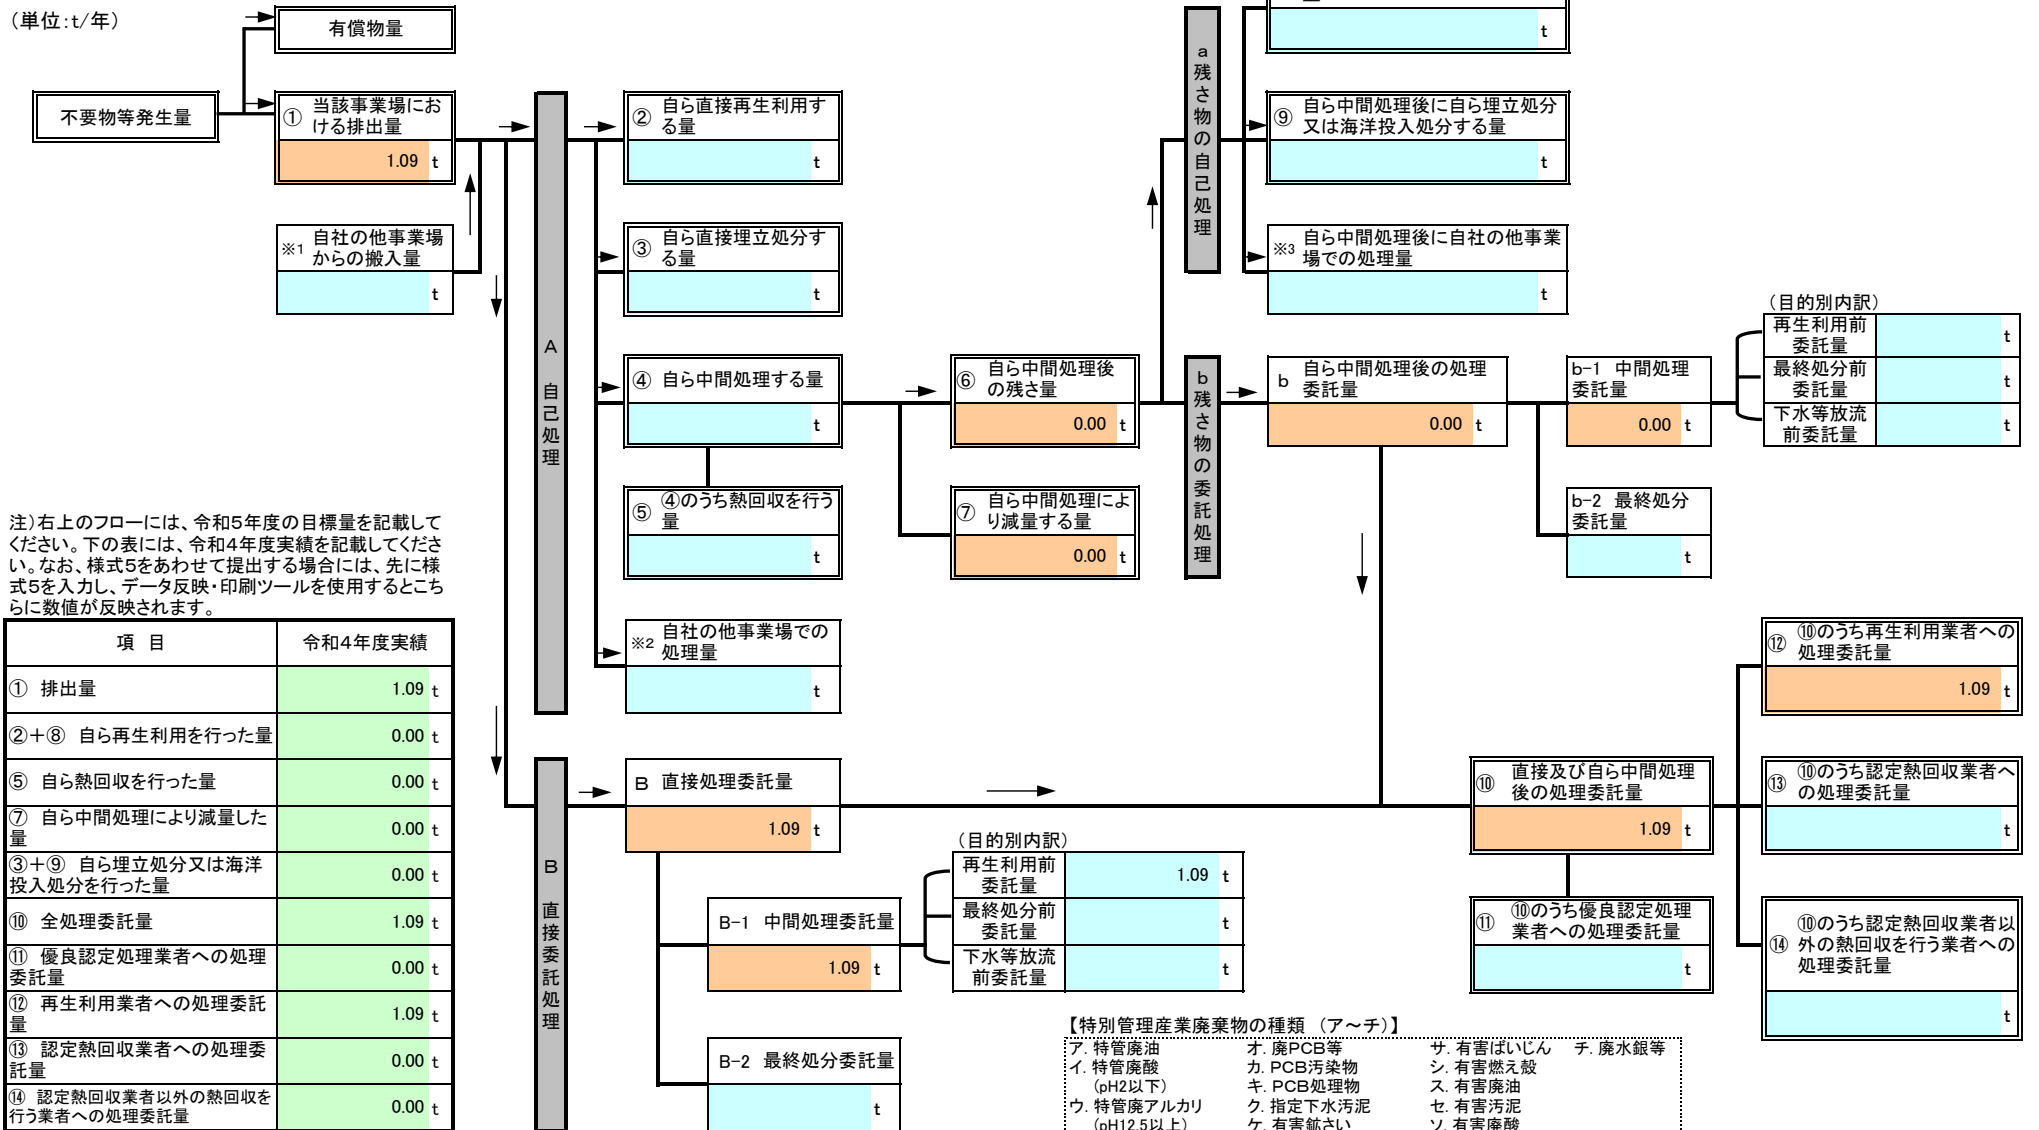 （単位:t/年）
有償物量
不要物等発生量
① 当該事業場にお
ける排出量
1.09 t
※1 自社の他事業場
からの搬入量
t
A 自己処理
② 自ら直接再生利用す
る量
t
③ 自ら直接埋立処分す
る量
t
④ 自ら中間処理する量
t
⑤ ④のうち熱回収を行う
量
t
※2 自社の他事業場での
処理量
t
⑥ 自ら中間処理後
の残さ量
0.00 t
⑦ 自ら中間処理によ
り減量する量
0.00 t
a 残さ物の自己処理
t
⑨ 自ら中間処理後に自ら埋立処分
又は海洋投入処分する量
t
※3 自ら中間処理後に自社の他事業
場での処理量
t
b 残さ物の委託処理
b 自ら中間処理後の処理
委託量
0.00 t
b-1 中間処理
委託量
0.00 t
（目的別内訳）
再生利用前
委託量
t
最終処分前
委託量
t
下水等放流
前委託量
t
b-2 最終処分
委託量
t
注）右上のフローには、令和5年度の目標量を記載して
ください。下の表には、令和4年度実績を記載してくださ
い。なお、様式5をあわせて提出する場合には、先に様
式5を入力し、データ反映・印刷ツールを使用するとこち
らに数値が反映されます。
項 目 令和4年度実績
① 排出量 1.09 t
②＋⑧ 自ら再生利用を行った量 0.00 t
⑤ 自ら熱回収を行った量 0.00 t
⑦ 自ら中間処理により減量した
量 0.00 t
③＋⑨ 自ら埋立処分又は海洋
投入処分を行った量 0.00 t
⑩ 全処理委託量 1.09 t
⑪ 優良認定処理業者への処理
委託量 0.00 t
⑫ 再生利用業者への処理委託
量 1.09 t
⑬ 認定熱回収業者への処理委
託量 0.00 t
⑭ 認定熱回収業者以外の熱回収を
行う業者への処理委託量 0.00 t
B 直接委託処理
B 直接処理委託量
1.09 t
B-1 中間処理委託量
1.09 t
（目的別内訳）
再生利用前
委託量
1.09 t
最終処分前
委託量
t
下水等放流
前委託量
t
B-2 最終処分委託量
t
⑩ 直接及び自ら中間処理
後の処理委託量
1.09 t
⑪ ⑩のうち優良認定処理
業者への処理委託量
t
⑫ ⑩のうち再生利用業者への
処理委託量
1.09 t
⑬ ⑩のうち認定熱回収業者へ
の処理委託量
t
⑭ ⑩のうち認定熱回収業者以
外の熱回収を行う業者への
処理委託量
t
【特別管理産業廃棄物の種類 （ア～チ）】
ア. 特管廃油 オ. 廃PCB等 サ. 有害ばいじん チ. 廃水銀等
イ. 特管廃酸 カ. PCB汚染物 シ. 有害燃え殻
（pH2以下） キ. PCB処理物 ス. 有害廃油
ウ. 特管廃アルカリ ク. 指定下水汚泥 セ. 有害汚泥
（pH12.5以上） ケ. 有害鉱さい ソ. 有害廃酸